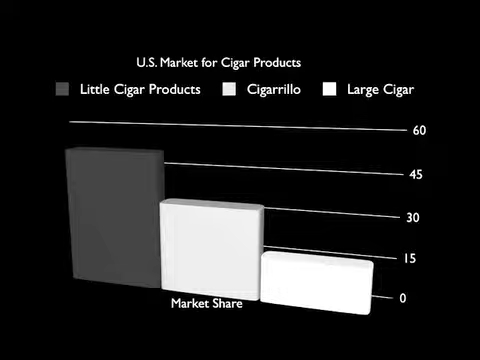 U.S. Market for Cigar Products
Little Cigar Products Cigarrillo Large Cigar
60
45
30
15
0
Market Share